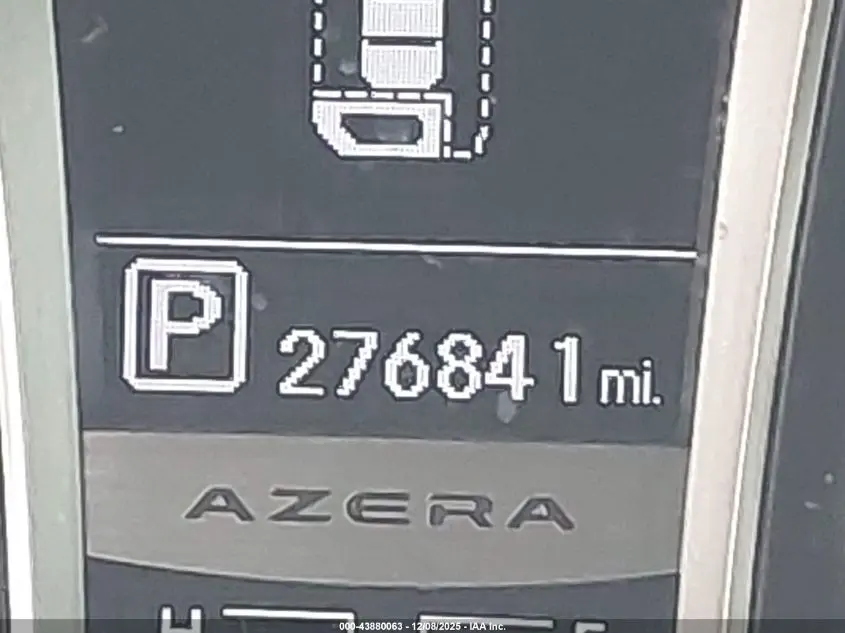 P
276841 mi.
AZERA
H
000-43880063 - 12/08/2025 - IAA Inc.